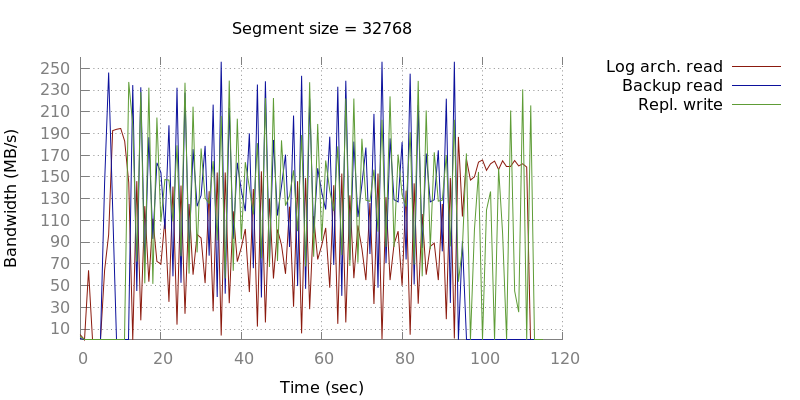 Segment size = 32768
Log arch. read
Backup read
Repl. write
Bandwidth (MB/s)
250
230
210
190
170
150
130
110
90
70
50
30
10
0 20 40 60 80 100 120
Time (sec)